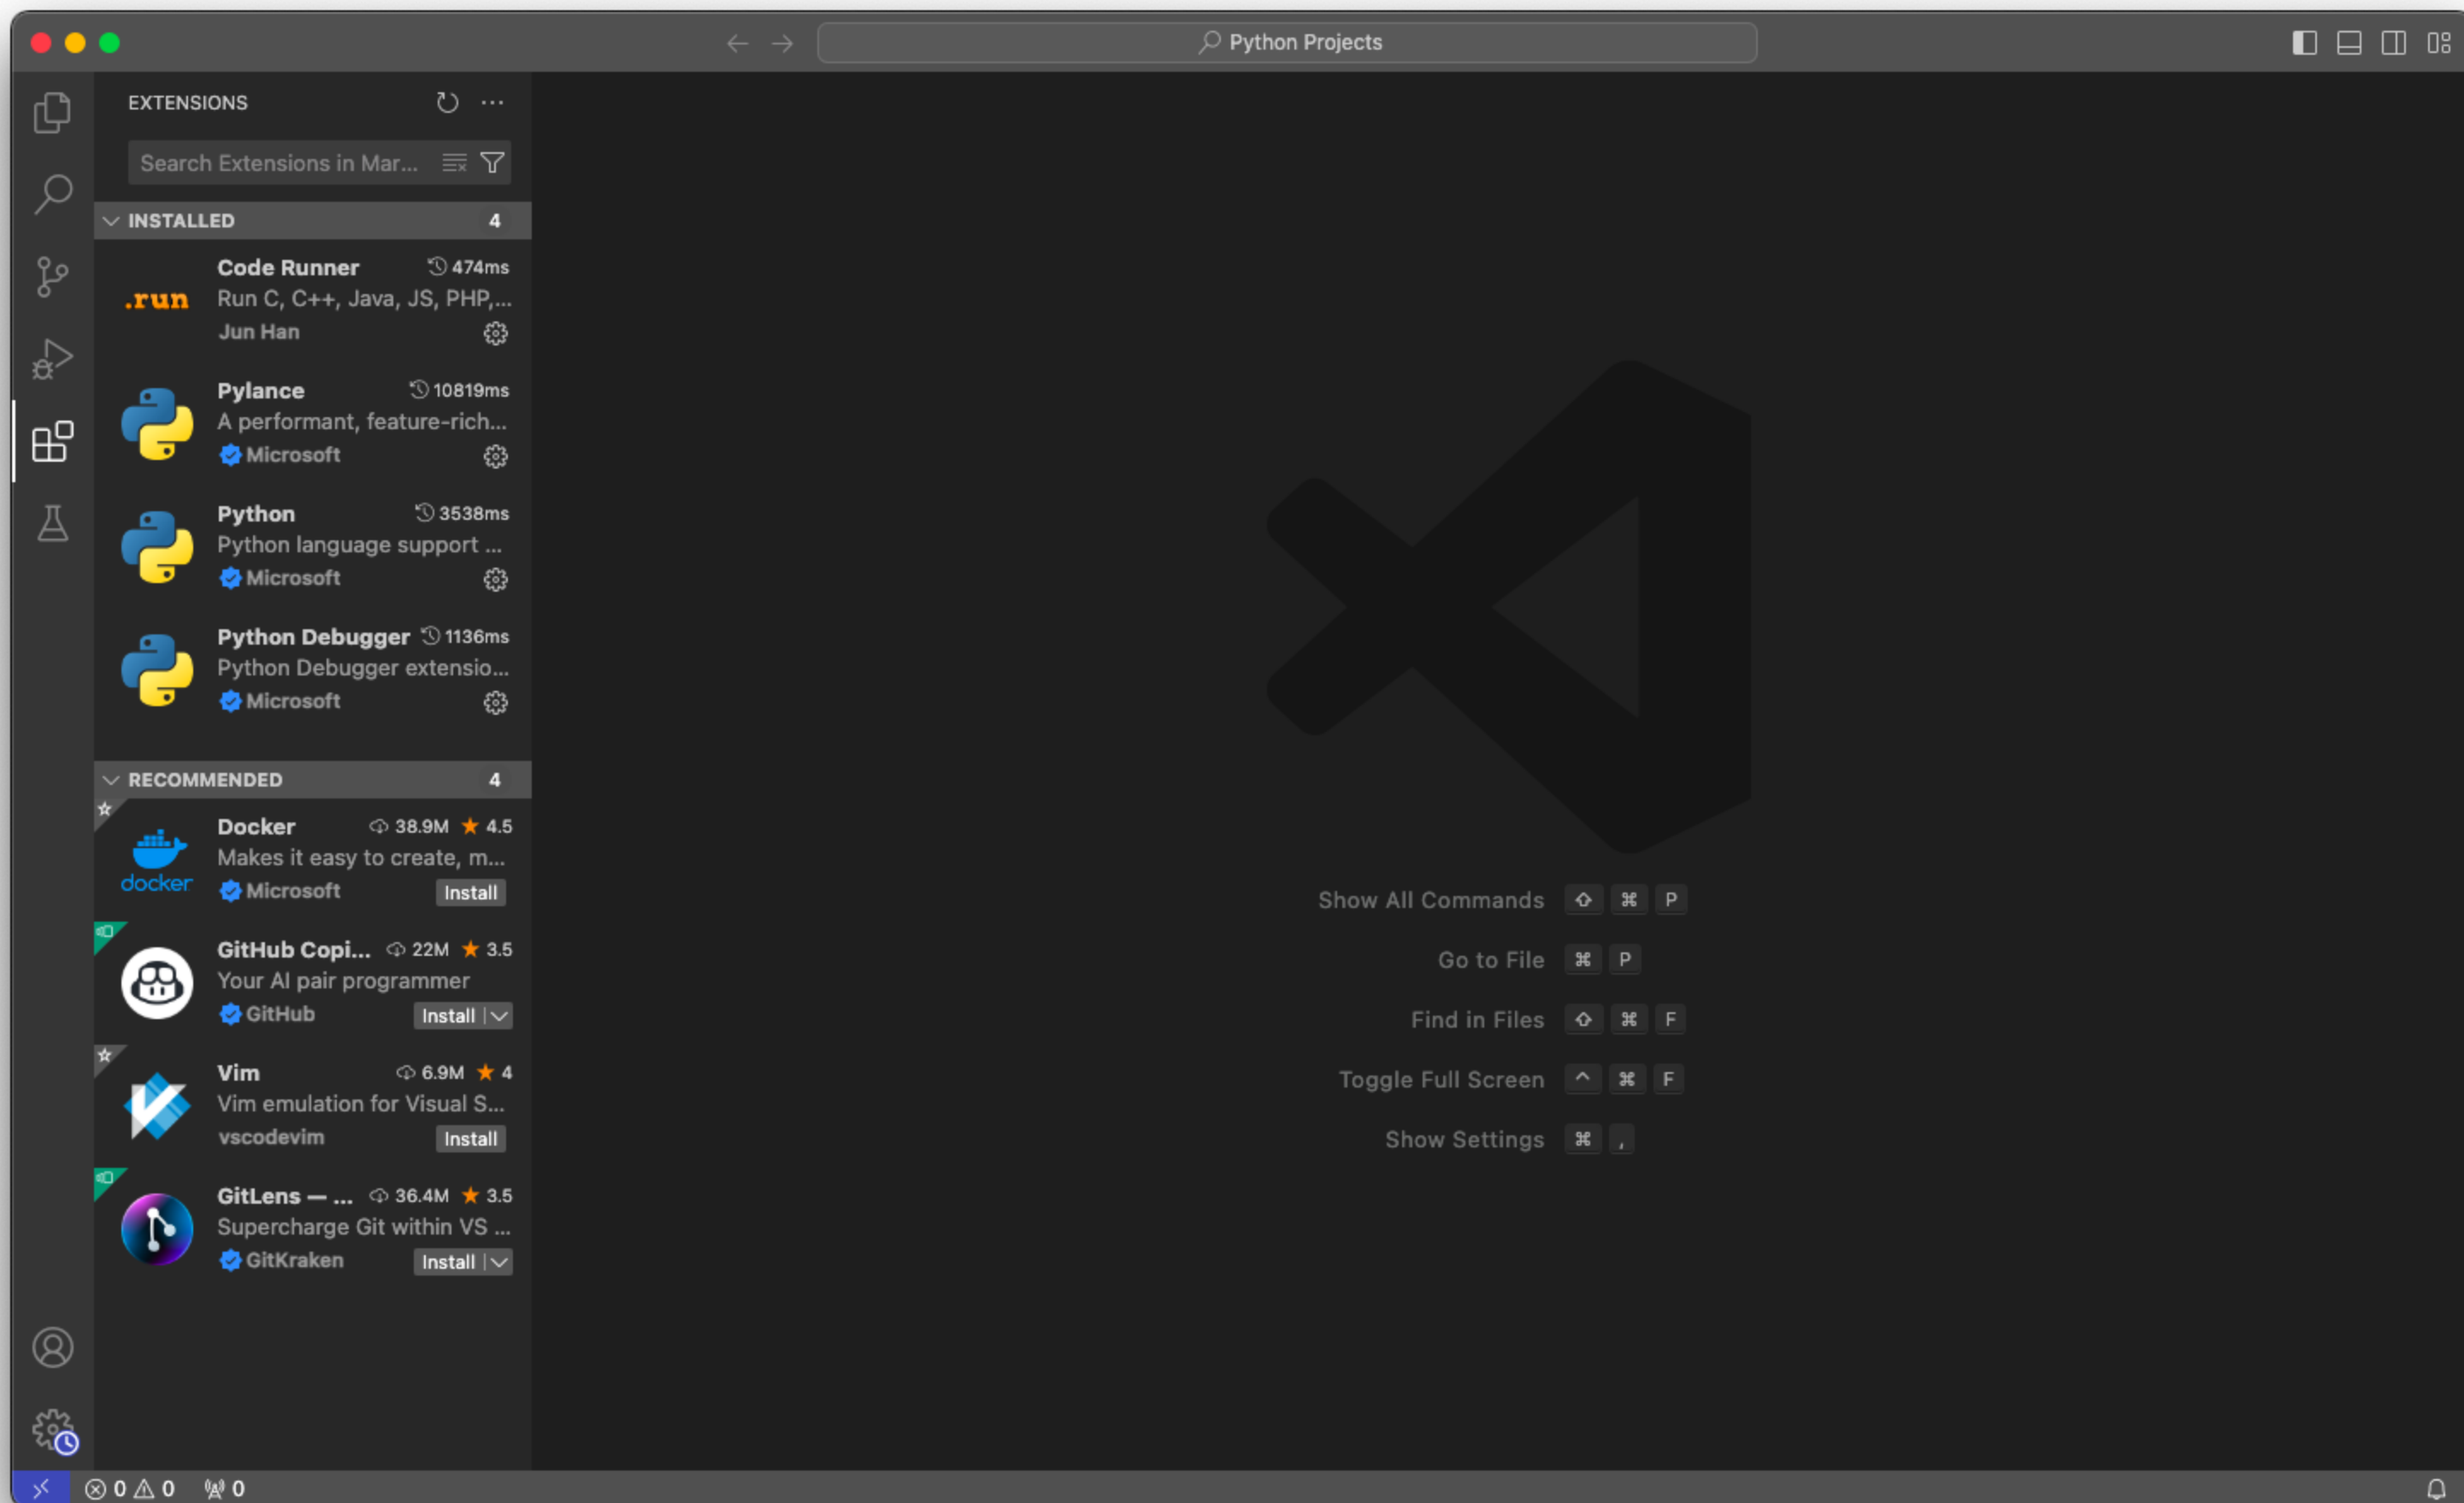 Python Projects
EXTENSIONS
Search Extensions in Mar...
INSTALLED 4
.run
Code Runner 474ms
Run C, C++, Java, JS, PHP,...
Jun Han
Pylance 10819ms
A performant, feature-rich...
Microsoft
Python 3538ms
Python language support ...
Microsoft
Python Debugger 1136ms
Python Debugger extensio...
Microsoft
RECOMMENDED 4
docker
Docker 38.9M ★ 4.5
Makes it easy to create, m...
Microsoft Install
GitHub Copi... 22M ★ 3.5
Your AI pair programmer
GitHub Install
Vim 6.9M ★ 4
Vim emulation for Visual S...
vscodevim Install
GitLens — ... 36.4M ★ 3.5
Supercharge Git within VS ...
GitKraken Install
Show All Commands ⇧ ⌘ P
Go to File ⌘ P
Find in Files ⇧ ⌘ F
Toggle Full Screen ^ ⌘ F
Show Settings ⌘ ,
0 0 0